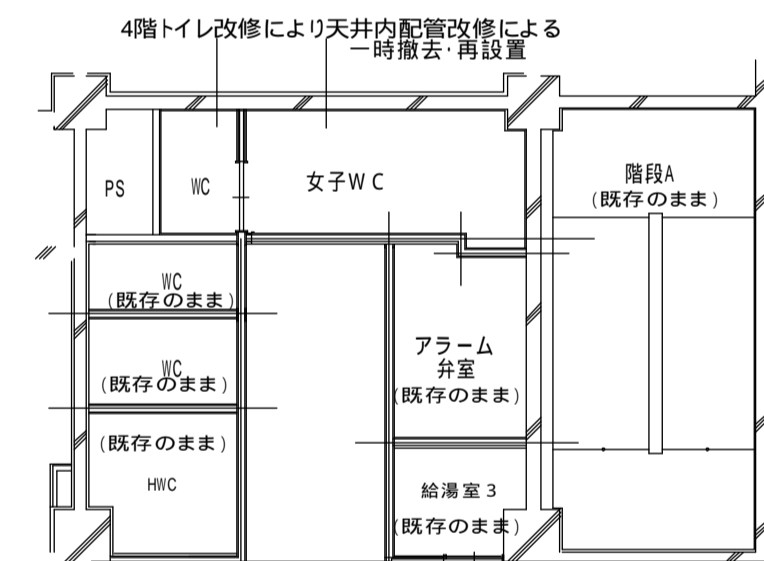 4階トイレ改修により天井内配管改修による
一時撤去・再設置
PS
WC
女子WC
階段A
(既存のまま)
WC
(既存のまま)
WC
(既存のまま)
アラーム
弁室
(既存のまま)
(既存のまま)
HWC
給湯室3
(既存のまま)